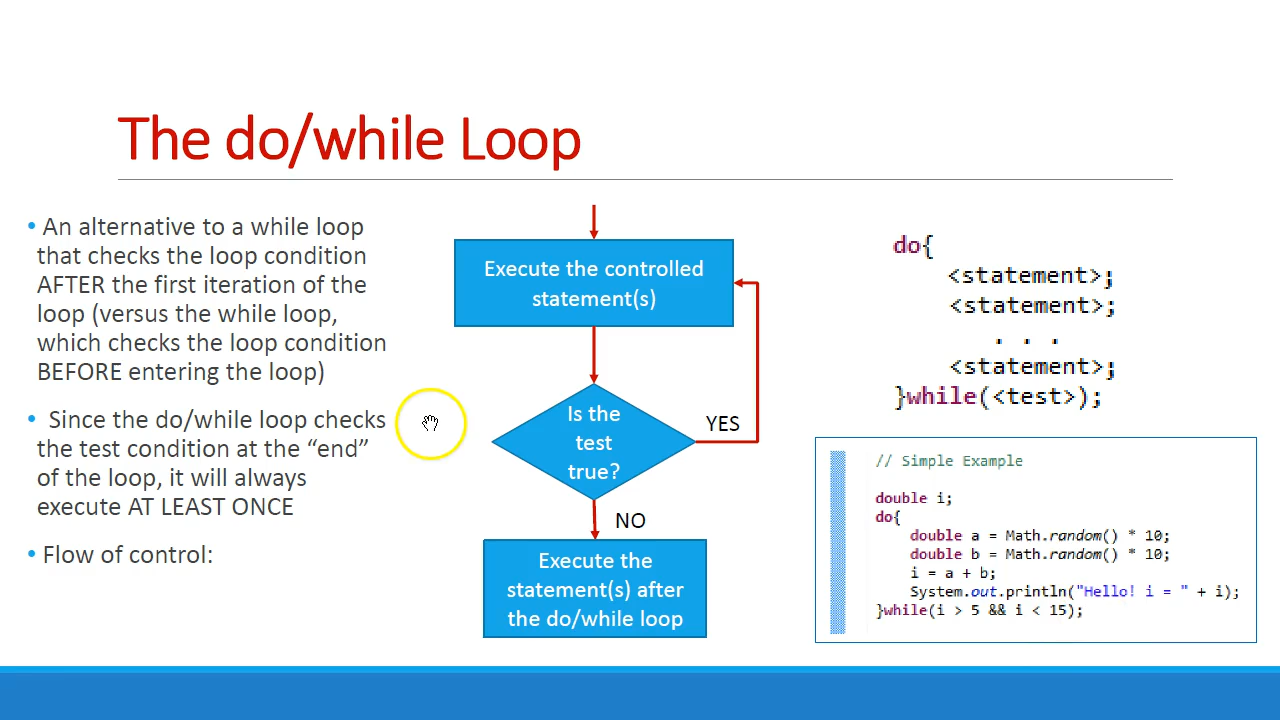 The do/while Loop
• An alternative to a while loop
that checks the loop condition
AFTER the first iteration of the
loop (versus the while loop,
which checks the loop condition
BEFORE entering the loop)
• Since the do/while loop checks
the test condition at the “end”
of the loop, it will always
execute AT LEAST ONCE
• Flow of control:
Execute the controlled
statement(s)
Is the
test
true?
YES
NO
Execute the
statement(s) after
the do/while loop
do{
<statement>;
<statement>;
. . .
<statement>;
}while(<test>);
// Simple Example
double i;
do{
double a = Math.random() * 10;
double b = Math.random() * 10;
i = a + b;
System.out.println("Hello! i = " + i);
}while(i > 5 && i < 15);